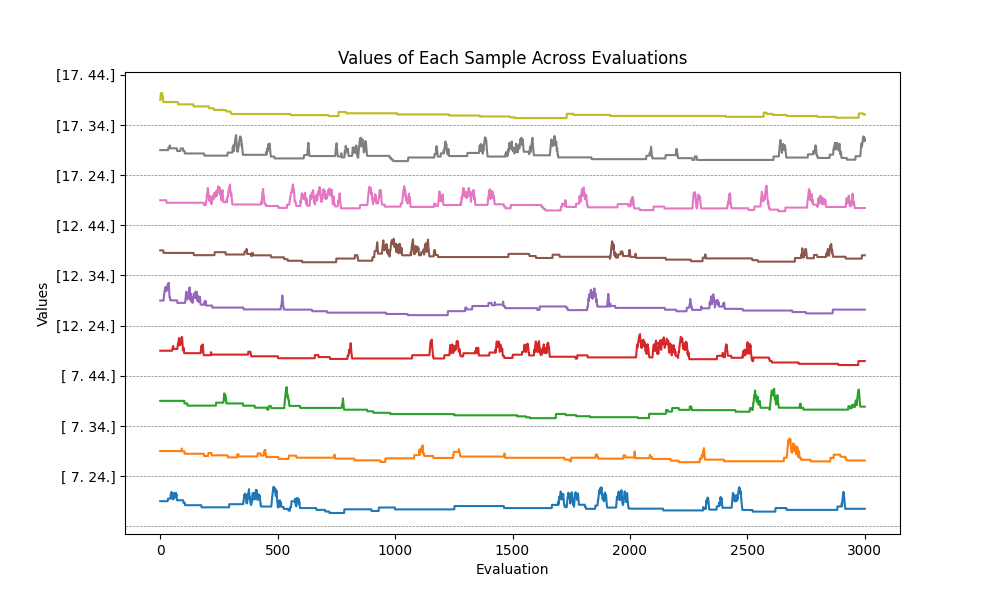 Values of Each Sample Across Evaluations
[17. 44.]
[17. 34.]
[17. 24.]
[12. 44.]
[12. 34.]
[12. 24.]
[ 7. 44.]
[ 7. 34.]
[ 7. 24.]
Values
0 500 1000 1500 2000 2500 3000
Evaluation